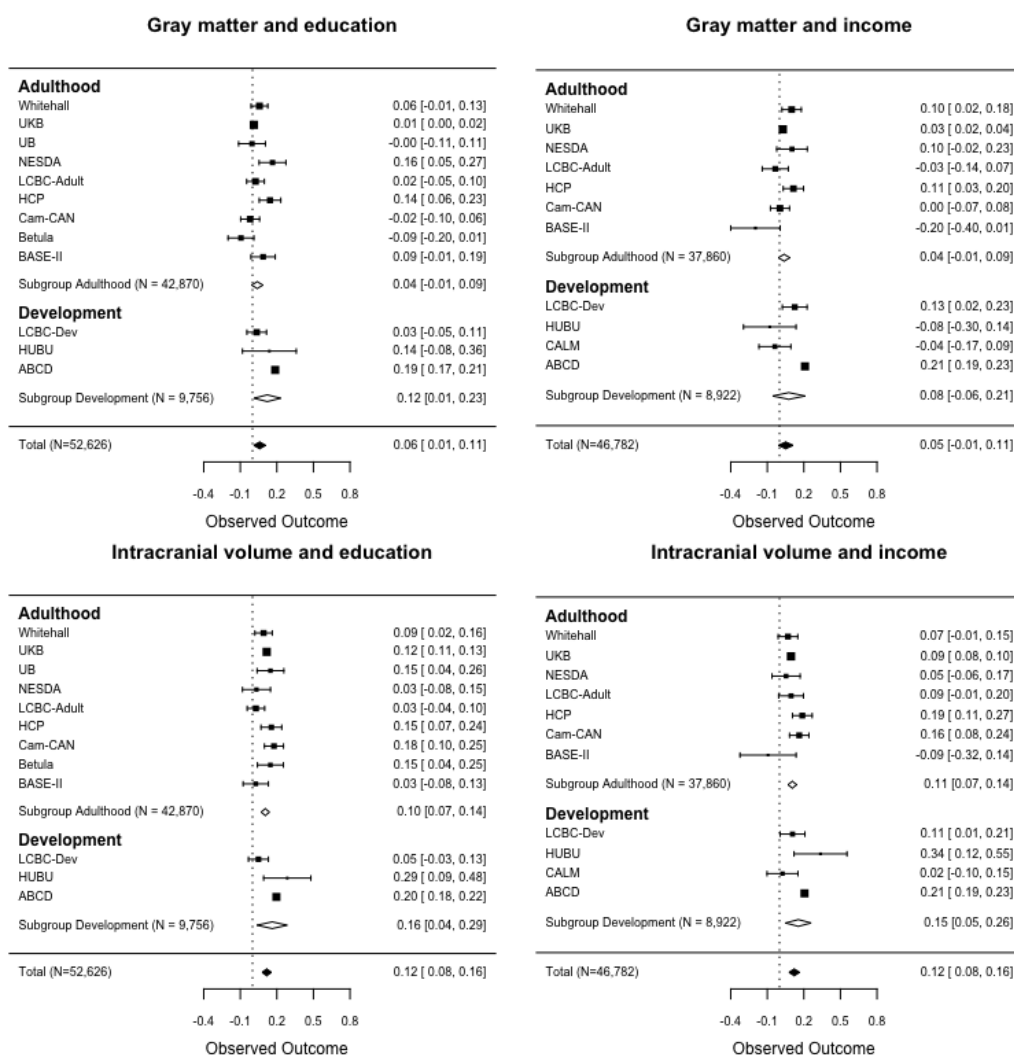 Gray matter and education
Adulthood
Whitehall 0.06 [-0.01, 0.13]
UKB 0.01 [ 0.00, 0.02]
UB -0.00 [-0.11, 0.11]
NESDA 0.16 [ 0.05, 0.27]
LCBC-Adult 0.02 [-0.05, 0.10]
HCP 0.14 [ 0.06, 0.23]
Cam-CAN -0.02 [-0.10, 0.06]
Betula -0.09 [-0.20, 0.01]
BASE-II 0.09 [-0.01, 0.19]
Subgroup Adulthood (N = 42,870) 0.04 [-0.01, 0.09]
Development
LCBC-Dev 0.03 [-0.05, 0.11]
HUBU 0.14 [-0.08, 0.36]
ABCD 0.19 [ 0.17, 0.21]
Subgroup Development (N = 9,756) 0.12 [0.01, 0.23]
Total (N=52,626) 0.06 [ 0.01, 0.11]
-0.4 -0.1 0.2 0.5 0.8
Observed Outcome
Gray matter and income
Adulthood
Whitehall 0.10 [ 0.02, 0.18]
UKB 0.03 [ 0.02, 0.04]
NESDA 0.10 [-0.02, 0.23]
LCBC-Adult -0.03 [-0.14, 0.07]
HCP 0.11 [ 0.03, 0.20]
Cam-CAN 0.00 [-0.07, 0.08]
BASE-II -0.20 [-0.40, 0.01]
Subgroup Adulthood (N = 37,860) 0.04 [-0.01, 0.09]
Development
LCBC-Dev 0.13 [ 0.02, 0.23]
HUBU -0.08 [-0.30, 0.14]
CALM -0.04 [-0.17, 0.09]
ABCD 0.21 [ 0.19, 0.23]
Subgroup Development (N = 8,922) 0.08 [-0.06, 0.21]
Total (N=46,782) 0.05 [-0.01, 0.11]
-0.4 -0.1 0.2 0.5 0.8
Observed Outcome
Intracranial volume and education
Adulthood
Whitehall 0.09 [ 0.02, 0.16]
UKB 0.12 [ 0.11, 0.13]
UB 0.15 [ 0.04, 0.26]
NESDA 0.03 [-0.08, 0.15]
LCBC-Adult 0.03 [-0.04, 0.10]
HCP 0.15 [ 0.07, 0.24]
Cam-CAN 0.18 [ 0.10, 0.25]
Betula 0.15 [ 0.04, 0.25]
BASE-II 0.03 [-0.08, 0.13]
Subgroup Adulthood (N = 42,870) 0.10 [0.07, 0.14]
Development
LCBC-Dev 0.05 [-0.03, 0.13]
HUBU 0.29 [ 0.09, 0.48]
ABCD 0.20 [ 0.18, 0.22]
Subgroup Development (N = 9,756) 0.16 [0.04, 0.29]
Total (N=52,626) 0.12 [ 0.08, 0.16]
-0.4 -0.1 0.2 0.5 0.8
Observed Outcome
Intracranial volume and income
Adulthood
Whitehall 0.07 [-0.01, 0.15]
UKB 0.09 [ 0.08, 0.10]
NESDA 0.05 [-0.06, 0.17]
LCBC-Adult 0.09 [-0.01, 0.20]
HCP 0.19 [ 0.11, 0.27]
Cam-CAN 0.16 [ 0.08, 0.24]
BASE-II -0.09 [-0.32, 0.14]
Subgroup Adulthood (N = 37,860) 0.11 [0.07, 0.14]
Development
LCBC-Dev 0.11 [ 0.01, 0.21]
HUBU 0.34 [ 0.12, 0.55]
CALM 0.02 [-0.10, 0.15]
ABCD 0.21 [ 0.19, 0.23]
Subgroup Development (N = 8,922) 0.15 [0.05, 0.26]
Total (N=46,782) 0.12 [ 0.08, 0.16]
-0.4 -0.1 0.2 0.5 0.8
Observed Outcome